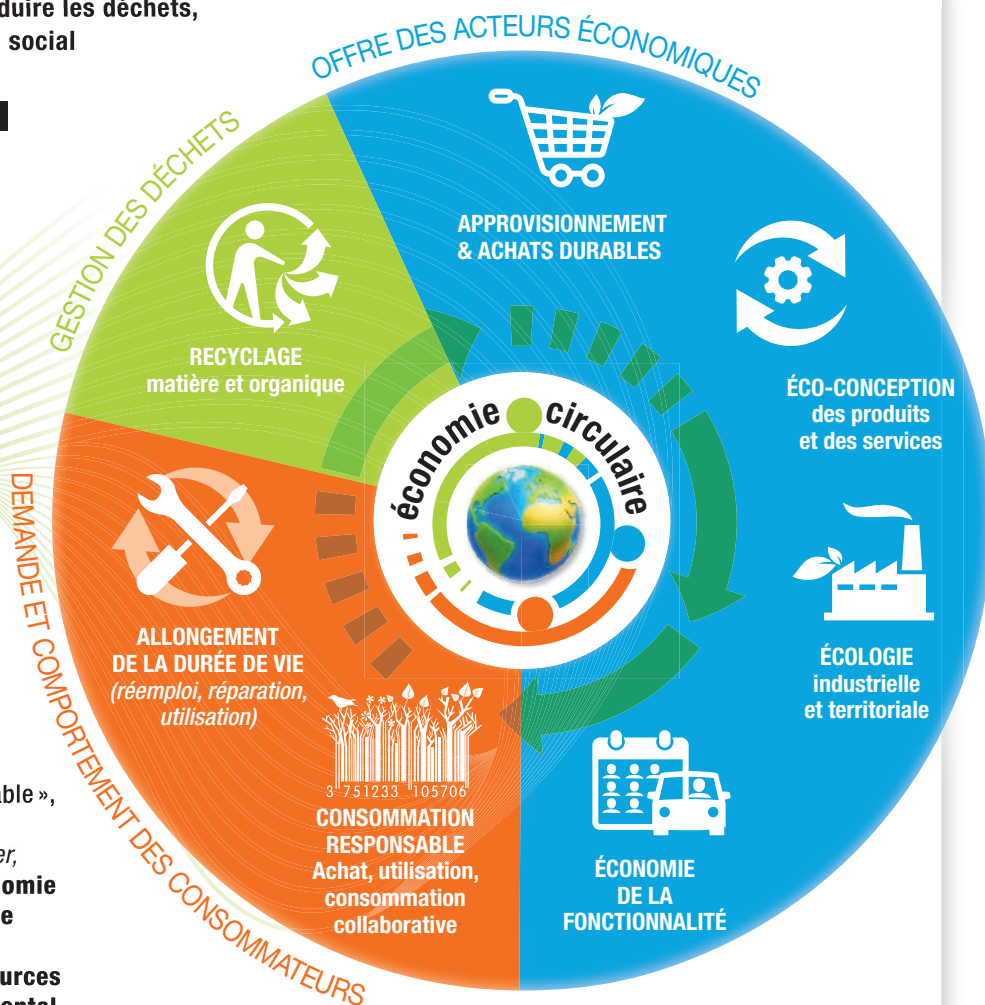 duire les déchets,
social
OFFRE DES ACTEURS ÉCONOMIQUES
GESTION DES DÉCHETS
APPROVISIONNEMENT
& ACHATS DURABLES
RECYCLAGE
matière et organique
ÉCO-CONCEPTION
des produits
et des services
économie circulaire
DEMANDE ET COMPORTEMENT DES CONSOMMATEURS
ALLONGEMENT
DE LA DURÉE DE VIE
(réemploi, réparation,
utilisation)
ÉCOLOGIE
industrielle
et territoriale
3 751233 105706
CONSOMMATION
RESPONSABLE
Achat, utilisation,
consommation
collaborative
ÉCONOMIE
DE LA
FONCTIONNALITÉ
able »,
er,
omie
e
urces
ental